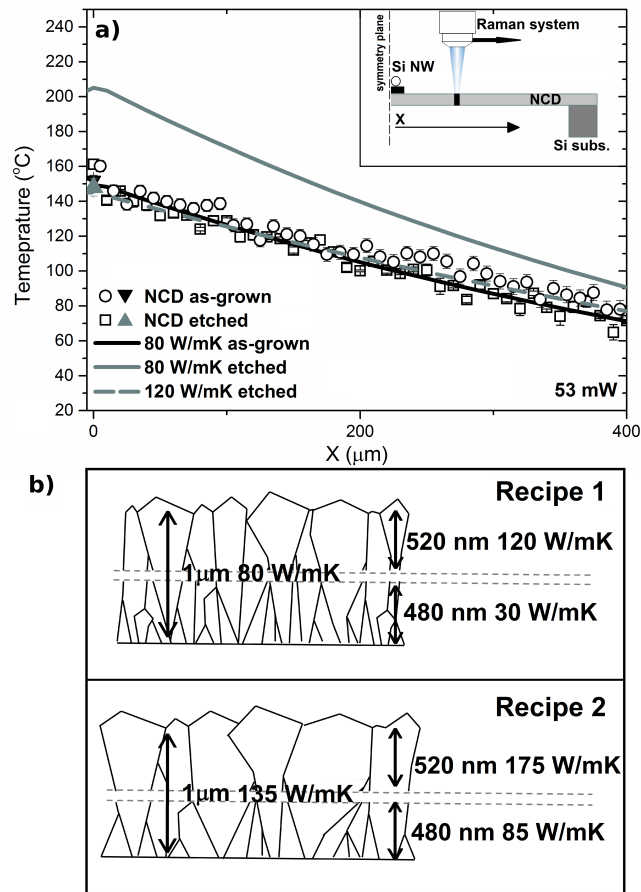 a)
Raman system
symmetry plane
Si NW
NCD
X
Si subs.
Temeprature (°C)
220
200
180
160
140
120
100
80
60
40
20
NCD as-grown
NCD etched
80 W/mK as-grown
80 W/mK etched
120 W/mK etched
53 mW
0
200
400
X (μm)
b)
Recipe 1
520 nm 120 W/mK
1μm 80 W/mK
480 nm 30 W/mK
Recipe 2
520 nm 175 W/mK
1μm 135 W/mK
480 nm 85 W/mK